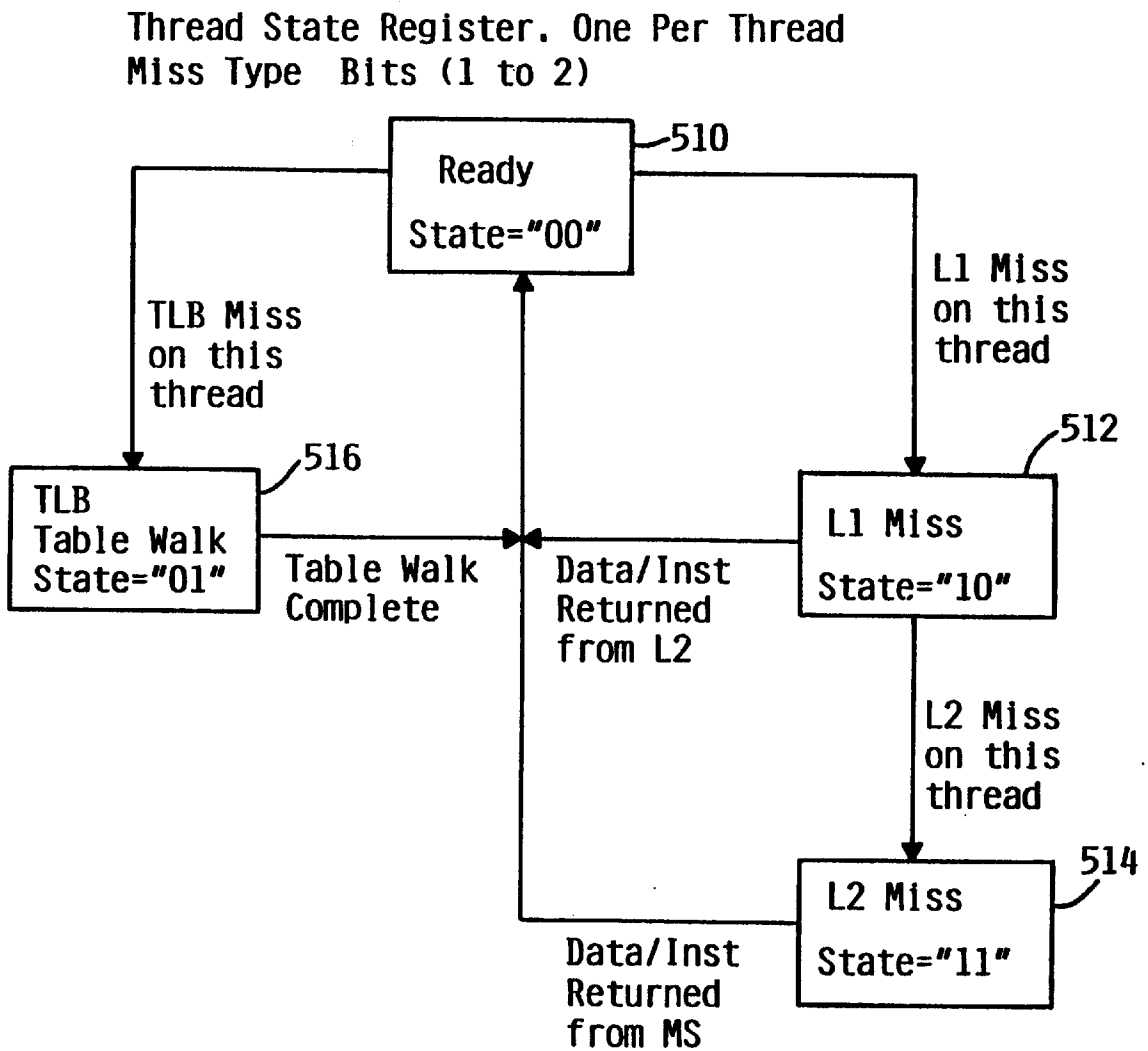 Thread State Register. One Per Thread
Miss Type Bits (1 to 2)
510
Ready
State="00"
TLB Miss
on this
thread
L1 Miss
on this
thread
516
512
TLB
Table Walk
State="01"
Table Walk
Complete
Data/Inst
Returned
from L2
L1 Miss
State="10"
L2 Miss
on this
thread
514
L2 Miss
State="11"
Data/Inst
Returned
from MS